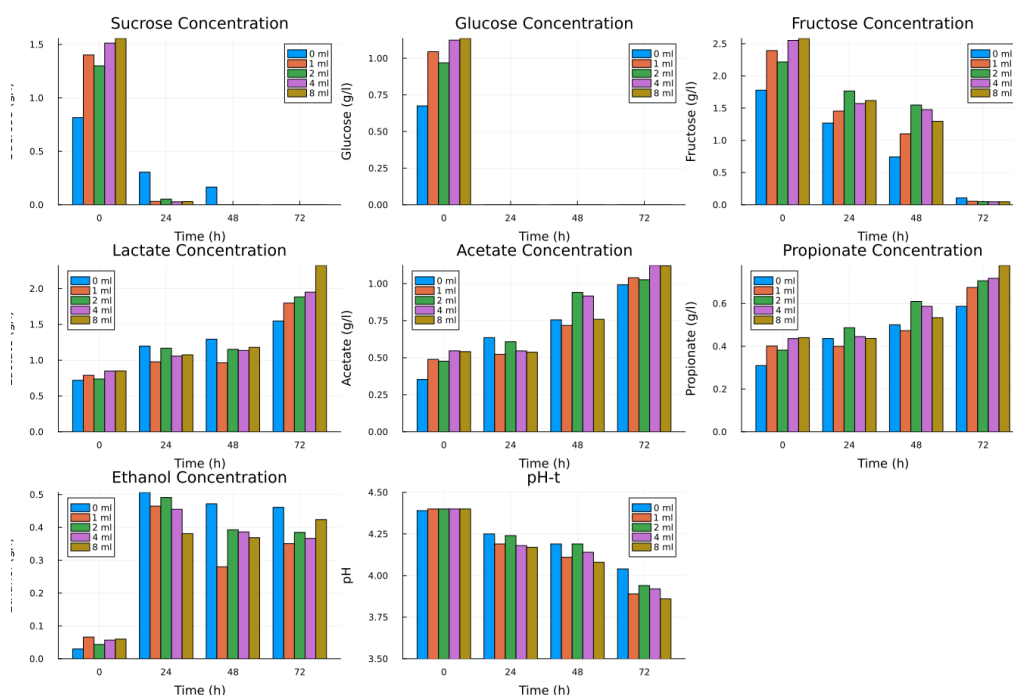 Sucrose Concentration
1.5
1.0
0.5
0.0
0 ml
1 ml
2 ml
4 ml
8 ml
0 24 48 72
Time (h)
Glucose Concentration
Glucose (g/l)
1.00
0.75
0.50
0.25
0.00
0 ml
1 ml
2 ml
4 ml
8 ml
0 24 48 72
Time (h)
Fructose Concentration
Fructose (g/l)
2.5
2.0
1.5
1.0
0.5
0.0
0 ml
1 ml
2 ml
4 ml
8 ml
0 24 48 72
Time (h)
Lactate Concentration
2.0
1.5
1.0
0.5
0.0
0 ml
1 ml
2 ml
4 ml
8 ml
0 24 48 72
Time (h)
Acetate Concentration
Acetate (g/l)
1.00
0.75
0.50
0.25
0.00
0 ml
1 ml
2 ml
4 ml
8 ml
0 24 48 72
Time (h)
Propionate Concentration
Propionate (g/l)
0.6
0.4
0.2
0.0
0 ml
1 ml
2 ml
4 ml
8 ml
0 24 48 72
Time (h)
Ethanol Concentration
0.5
0.4
0.3
0.2
0.1
0.0
0 ml
1 ml
2 ml
4 ml
8 ml
0 24 48 72
Time (h)
pH-t
pH
4.50
4.25
4.00
3.75
3.50
0 ml
1 ml
2 ml
4 ml
8 ml
0 24 48 72
Time (h)